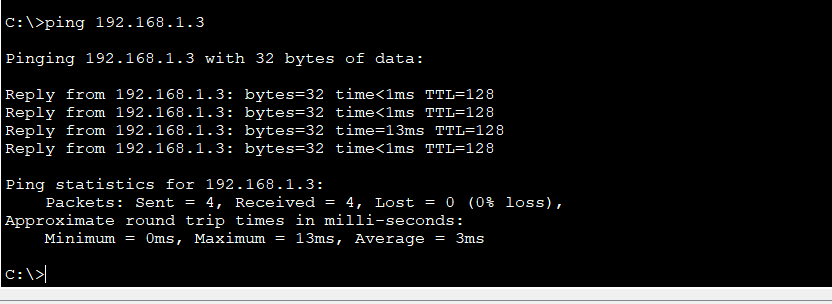 C:\>ping 192.168.1.3
Pinging 192.168.1.3 with 32 bytes of data:
Reply from 192.168.1.3: bytes=32 time<1ms TTL=128
Reply from 192.168.1.3: bytes=32 time<1ms TTL=128
Reply from 192.168.1.3: bytes=32 time=13ms TTL=128
Reply from 192.168.1.3: bytes=32 time<1ms TTL=128
Ping statistics for 192.168.1.3:
    Packets: Sent = 4, Received = 4, Lost = 0 (0% loss),
Approximate round trip times in milli-seconds:
    Minimum = 0ms, Maximum = 13ms, Average = 3ms
C:\>